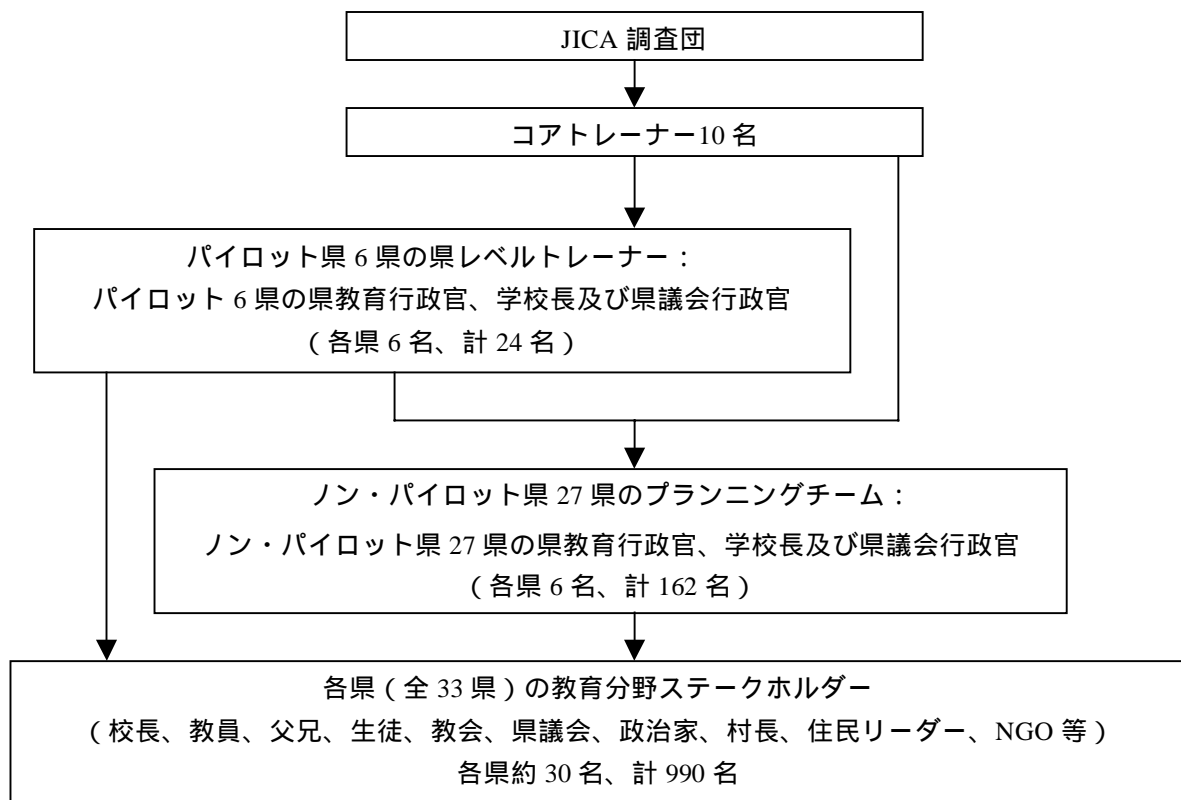 JICA 調査団
コアトレーナー10 名
パイロット県 6 県の県レベルトレーナー：
パイロット 6 県の県教育行政官、学校長及び県議会行政官
（各県 6 名、計 24 名）
ノン・パイロット県 27 県のプランニングチーム：
ノン・パイロット県 27 県の県教育行政官、学校長及び県議会行政官
（各県 6 名、計 162 名）
各県（全 33 県）の教育分野ステークホルダー
（校長、教員、父兄、生徒、教会、県議会、政治家、村長、住民リーダー、NGO 等）
各県約 30 名、計 990 名